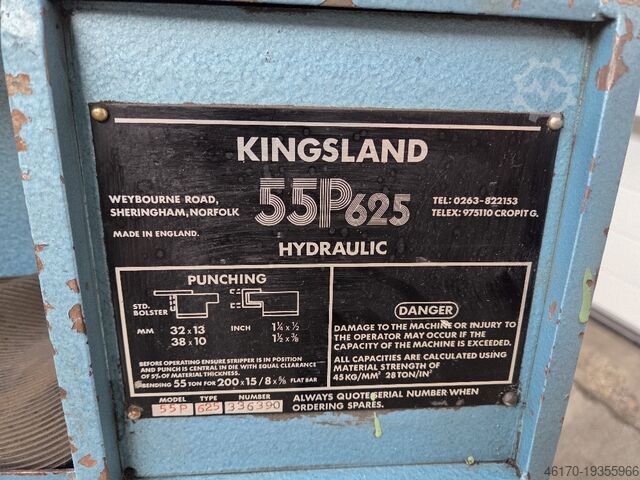 KINGSLAND
WEYBOURNE ROAD,
SHERINGHAM, NORFOLK
55P625
TEL: 0263-822153
TELEX: 975110 CROPIT G.
MADE IN ENGLAND.
HYDRAULIC
PUNCHING
STD.
BOLSTER
MM 32 x 13 INCH 1¼ x ½
38 x 10 1½ x ⅜
BEFORE OPERATING ENSURE STRIPPER IS IN POSITION
AND PUNCH IS CENTRAL IN DIE WITH EQUAL CLEARANCE
OF 5% OF MATERIAL THICKNESS.
BENDING 55 TON FOR 200 x 15 / 8 x ⅝ FLAT BAR
DANGER
DAMAGE TO THE MACHINE OR INJURY TO
THE OPERATOR MAY OCCUR IF THE
CAPACITY OF THE MACHINE IS EXCEEDED.
ALL CAPACITIES ARE CALCULATED USING
MATERIAL STRENGTH OF
45 KG/MM² 28 TON/IN²
MODEL TYPE NUMBER
55P 625 336390
ALWAYS QUOTE SERIAL NUMBER WHEN
ORDERING SPARES.
46170-19355966